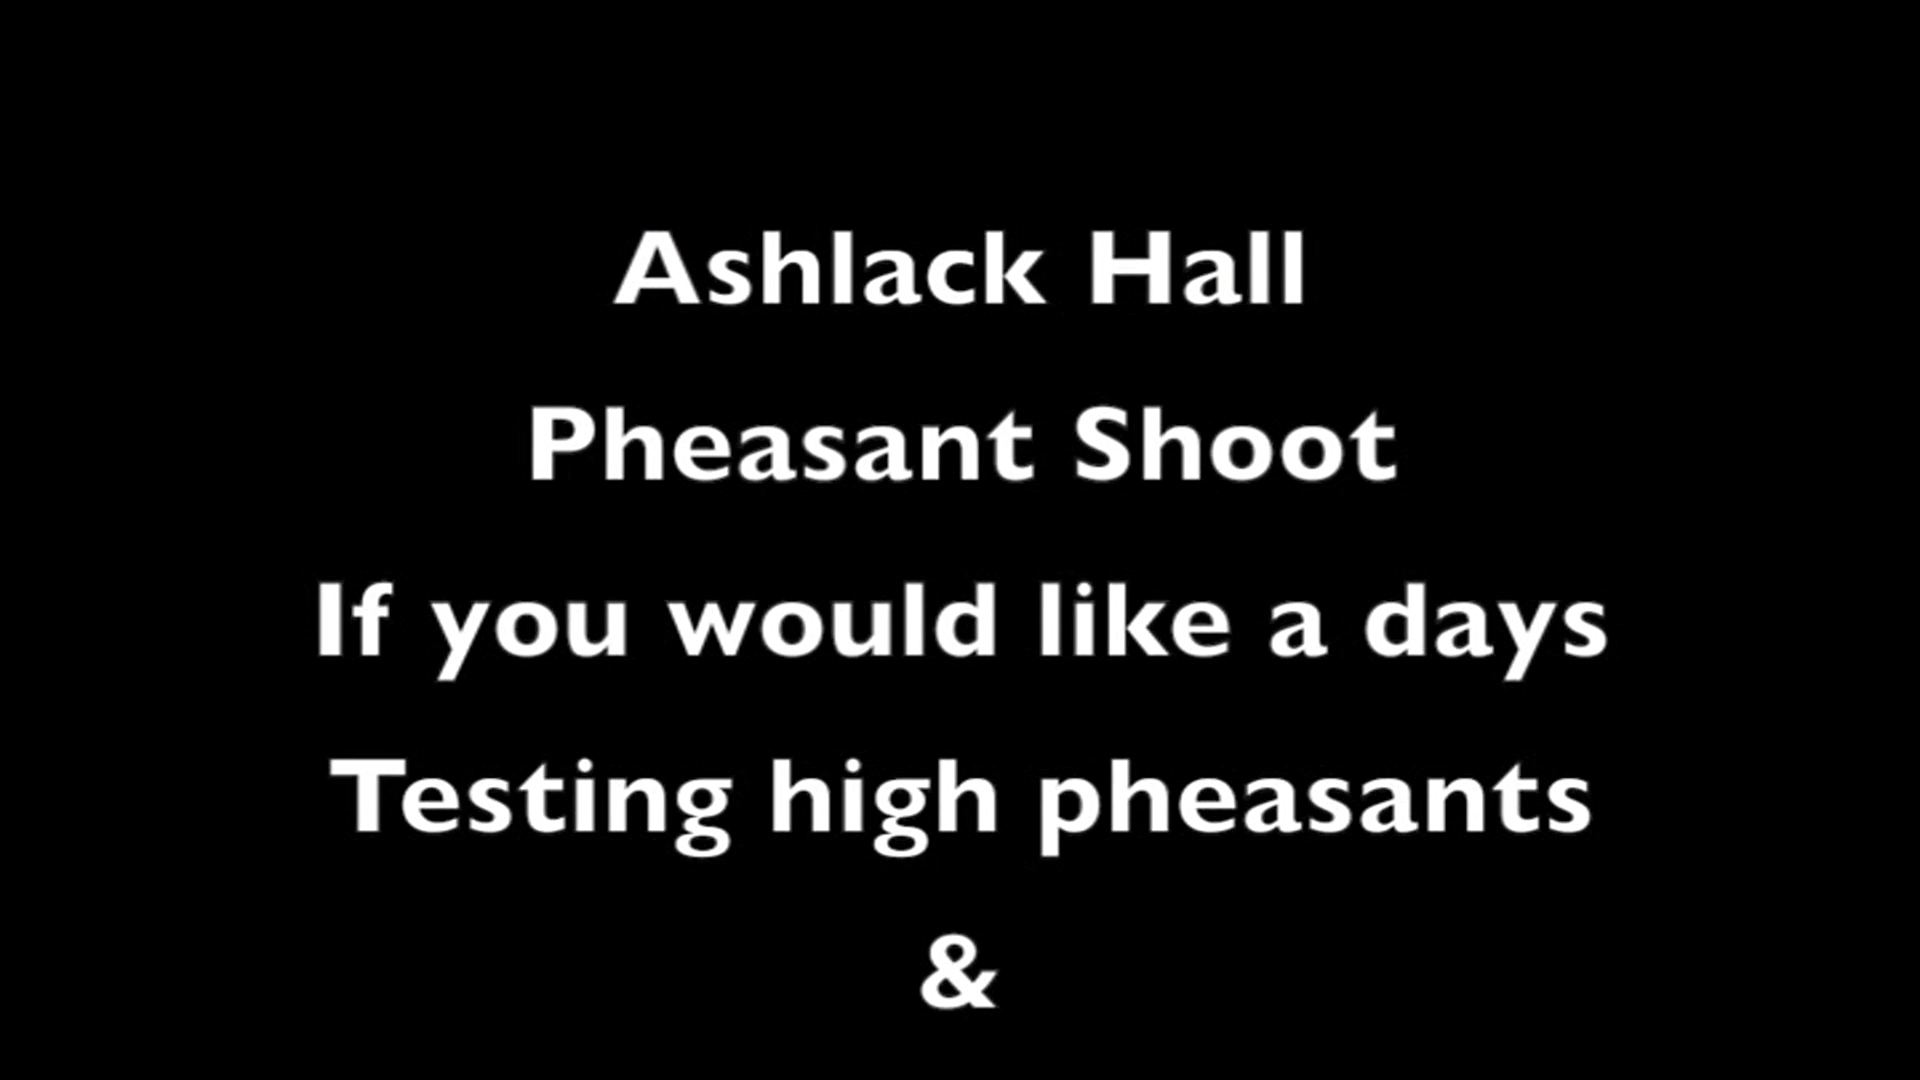 Ashlack Hall
Pheasant Shoot
If you would like a days
Testing high pheasants
&